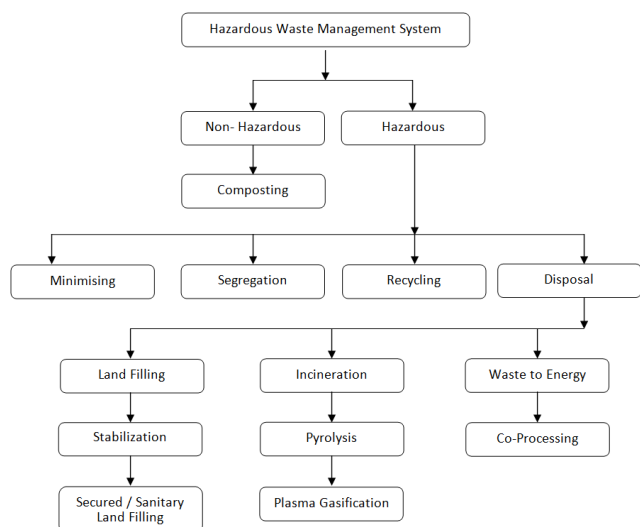 Hazardous Waste Management System
Non- Hazardous
Hazardous
Composting
Minimising
Segregation
Recycling
Disposal
Land Filling
Incineration
Waste to Energy
Stabilization
Pyrolysis
Co-Processing
Secured / Sanitary
Land Filling
Plasma Gasification